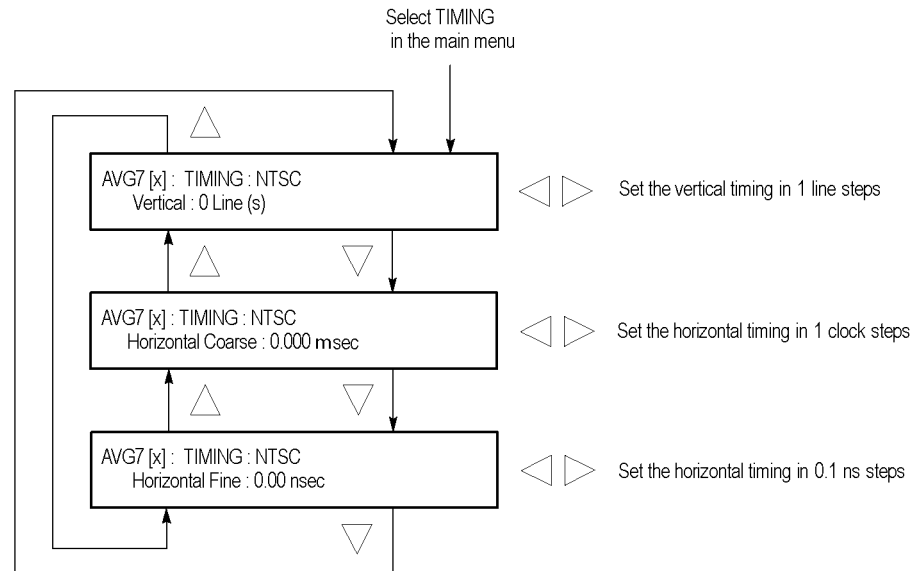 Select TIMING
in the main menu
AVG7 [x] : TIMING : NTSC
Vertical : 0 Line (s)
Set the vertical timing in 1 line steps
AVG7 [x] : TIMING : NTSC
Horizontal Coarse : 0.000 msec
Set the horizontal timing in 1 clock steps
AVG7 [x] : TIMING : NTSC
Horizontal Fine : 0.00 nsec
Set the horizontal timing in 0.1 ns steps